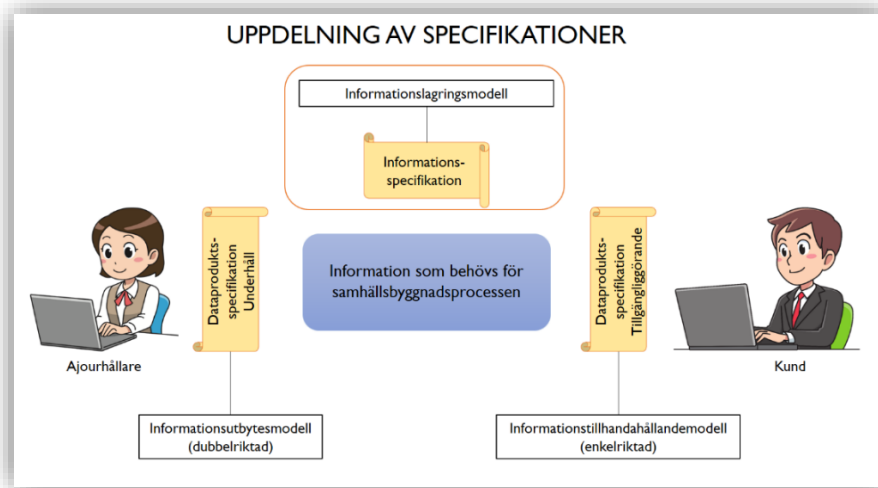 UPPDELNING AV SPECIFIKATIONER
Informationslagringsmodell
Informations-
specifikation
Dataprodukts-
specifikation
Underhåll
Information som behövs för
samhällsbyggnadsprocessen
Dataprodukts-
specifikation
Tillgängliggörande
Ajourhållare
Kund
Informationsutbytesmodell
(dubbelriktad)
Informationstillhandahållandemodell
(enkelriktad)